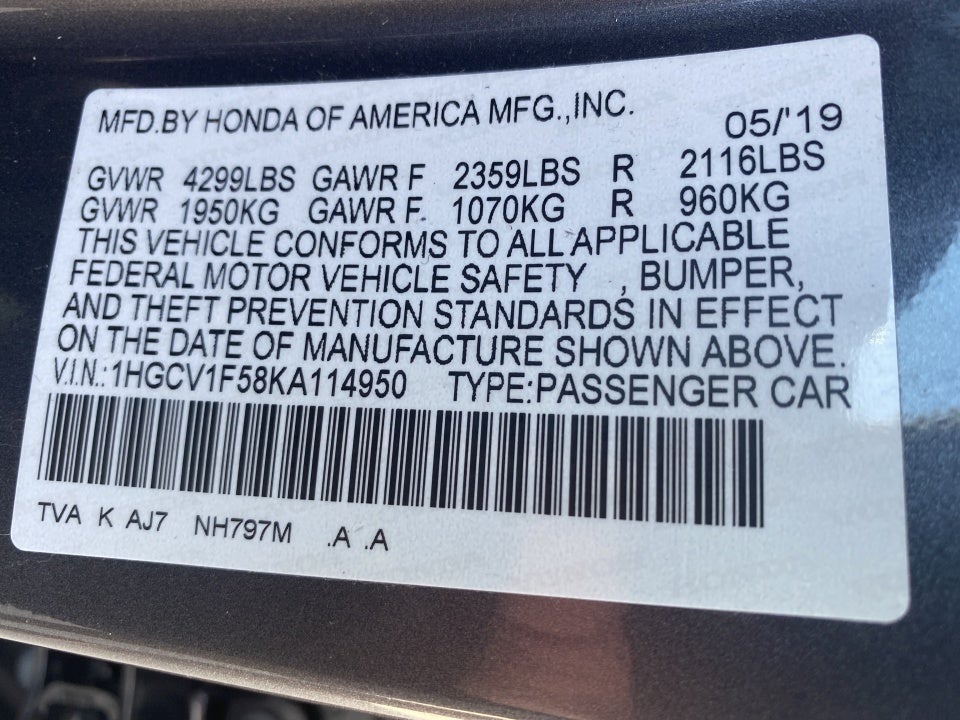 MFD.BY HONDA OF AMERICA MFG.,INC. 05/'19
GVWR 4299LBS GAWR F 2359LBS R 2116LBS
GVWR 1950KG GAWR F. 1070KG R 960KG
THIS VEHICLE CONFORMS TO ALL APPLICABLE
FEDERAL MOTOR VEHICLE SAFETY , BUMPER,
AND THEFT PREVENTION STANDARDS IN EFFECT
ON THE DATE OF MANUFACTURE SHOWN ABOVE.
V.I.N.:1HGCV1F58KA114950 TYPE:PASSENGER CAR
TVA K AJ7 NH797M .A .A